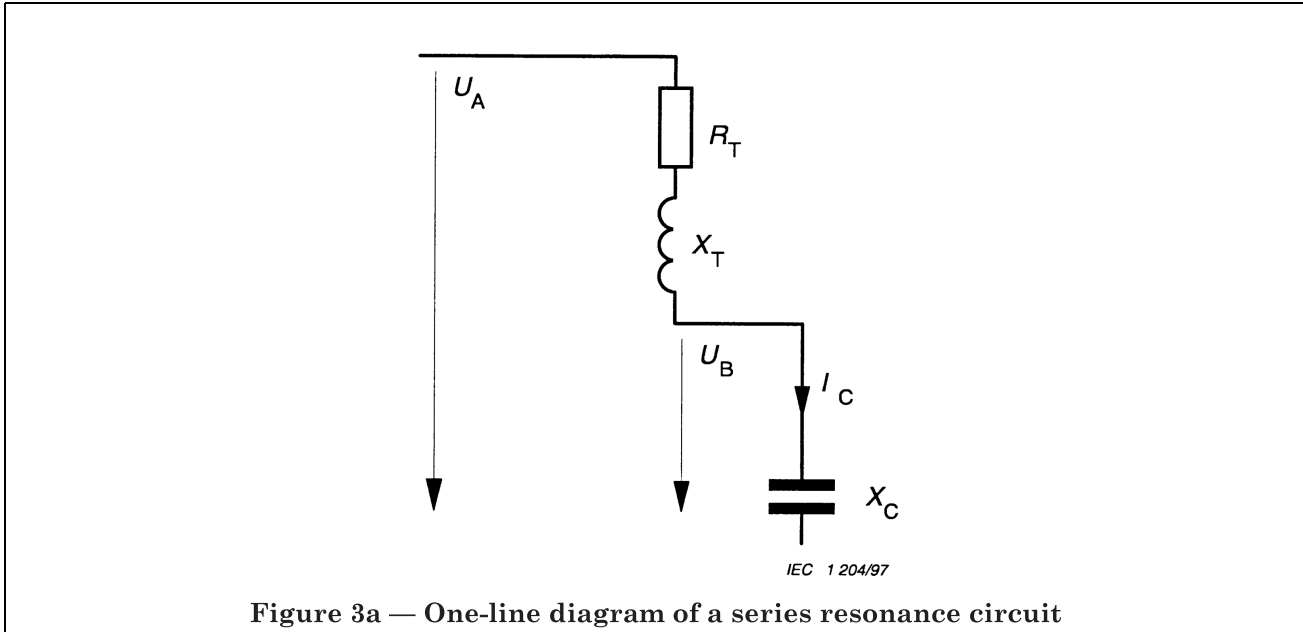 U_A
R_T
X_T
U_B
I_C
X_C
IEC 1 204/97
Figure 3a — One-line diagram of a series resonance circuit